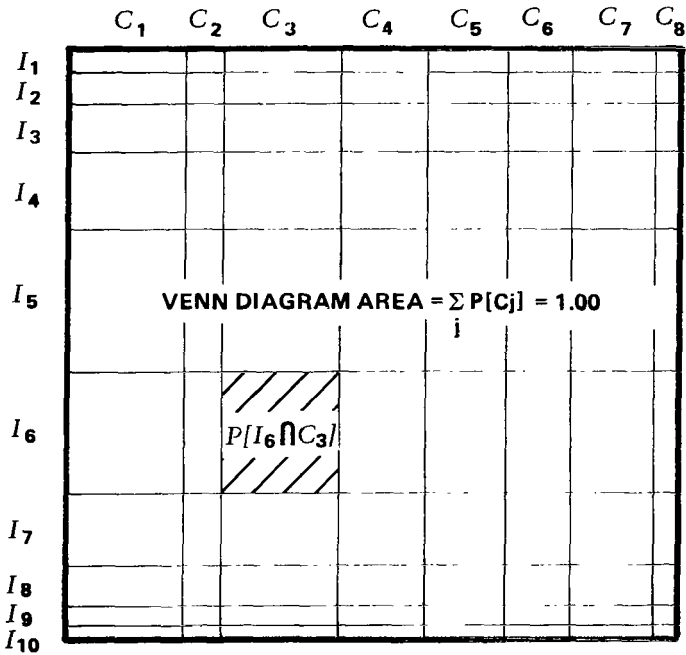 C1 C2 C3 C4 C5 C6 C7 C8
I1
I2
I3
I4
I5
VENN DIAGRAM AREA = Σ P[Cj] = 1.00
j
I6
P[I6⋂C3]
I7
I8
I9
I10